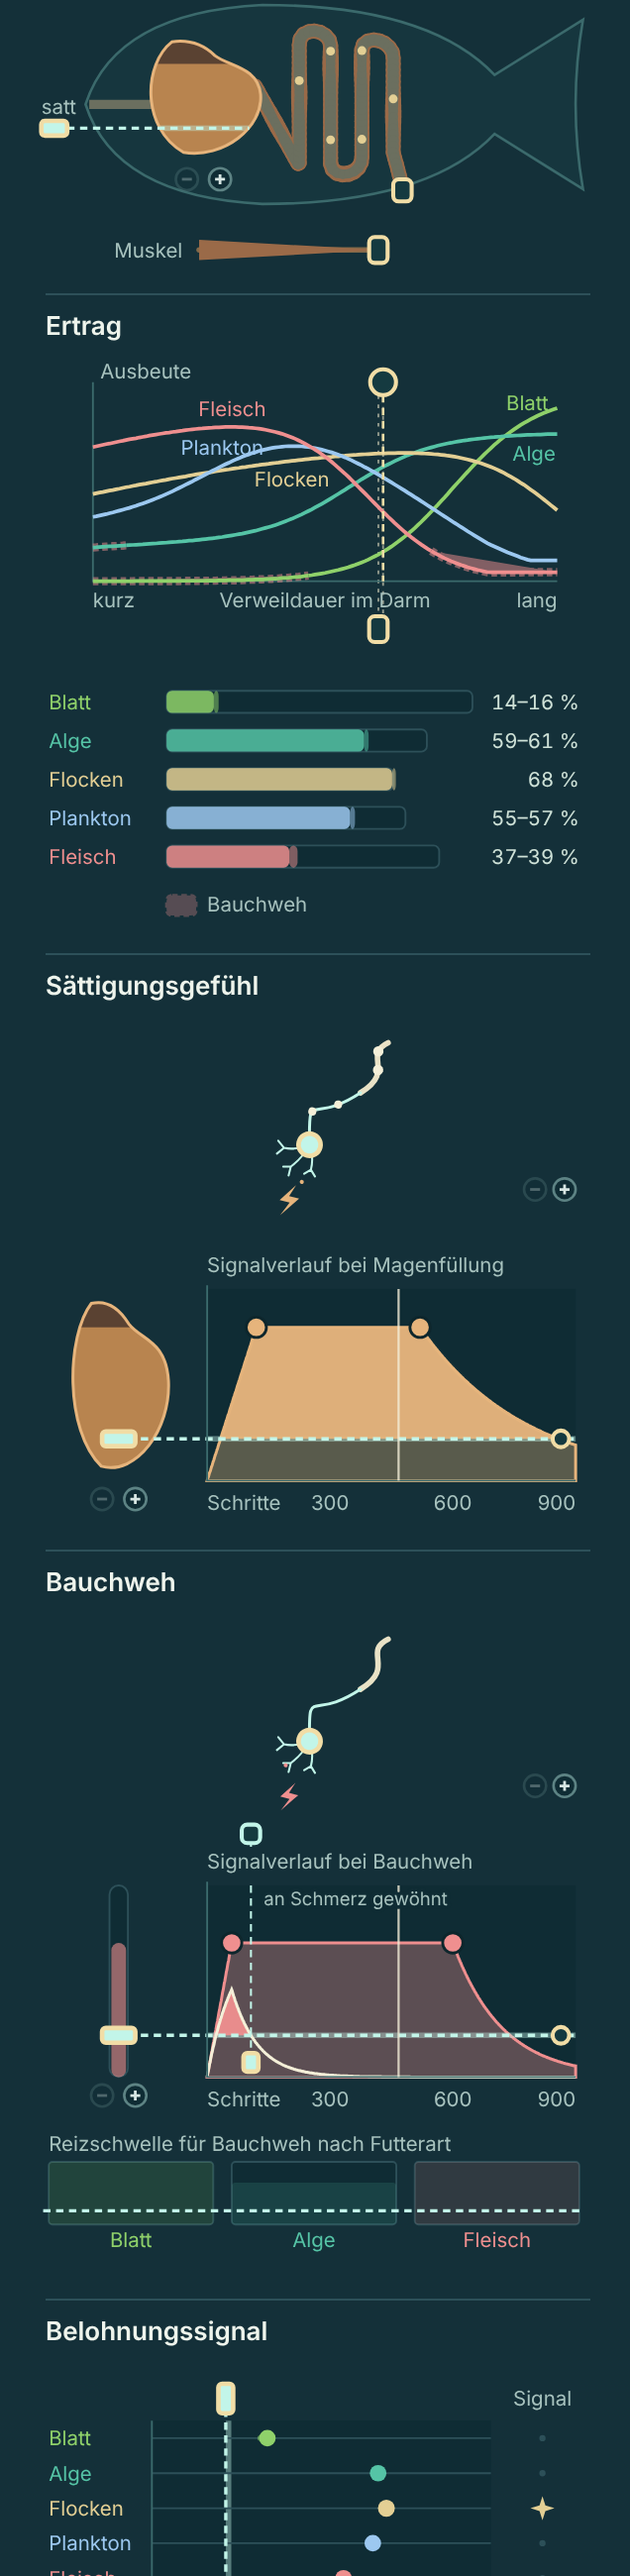 satt
Muskel
Ertrag
Ausbeute
Fleisch
Blatt
Plankton
Alge
Flocken
kurz Verweildauer im Darm lang
Blatt 14–16 %
Alge 59–61 %
Flocken 68 %
Plankton 55–57 %
Fleisch 37–39 %
Bauchweh
Sättigungsgefühl
Signalverlauf bei Magenfüllung
Schritte 300 600 900
Bauchweh
Signalverlauf bei Bauchweh
an Schmerz gewöhnt
Schritte 300 600 900
Reizschwelle für Bauchweh nach Futterart
Blatt Alge Fleisch
Belohnungssignal
Signal
Blatt
Alge
Flocken
Plankton
Fleisch